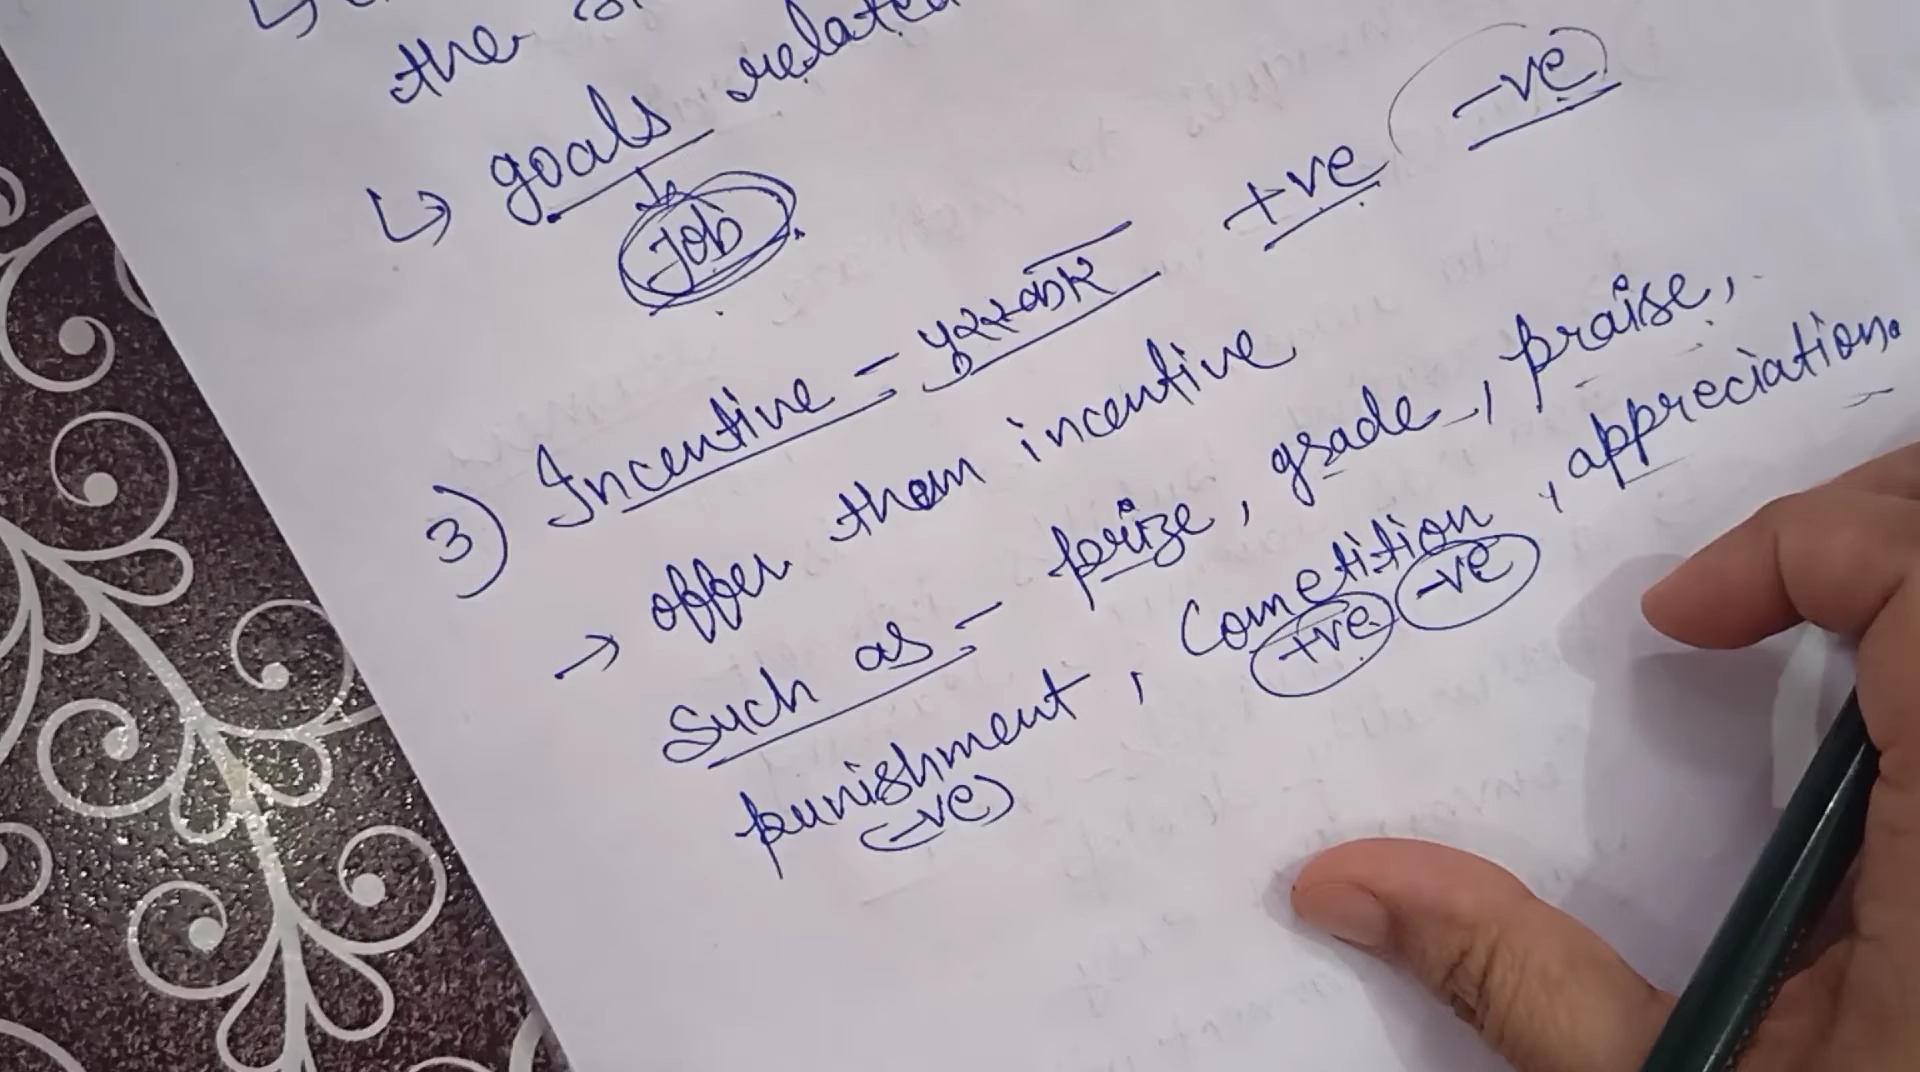 the
↳ goals related
↓
Job
+ve -ve
3) Incentive = पुरस्कार
→ offer them incentive
such as - prize, grade, praise,
punishment, Cometition, appreciation.
-ve +ve -ve